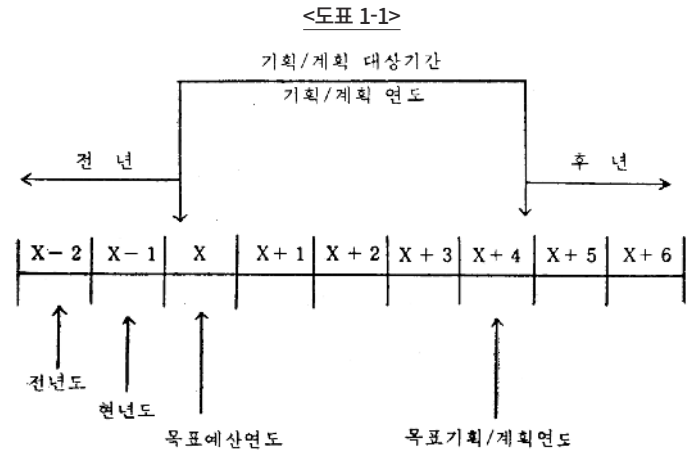 <도표 1-1>
기획/계획 대상기간
기획/계획 연도
전 년
후 년
X-2 X-1 X X+1 X+2 X+3 X+4 X+5 X+6
전년도
현년도
목표예산연도 목표기획/계획연도